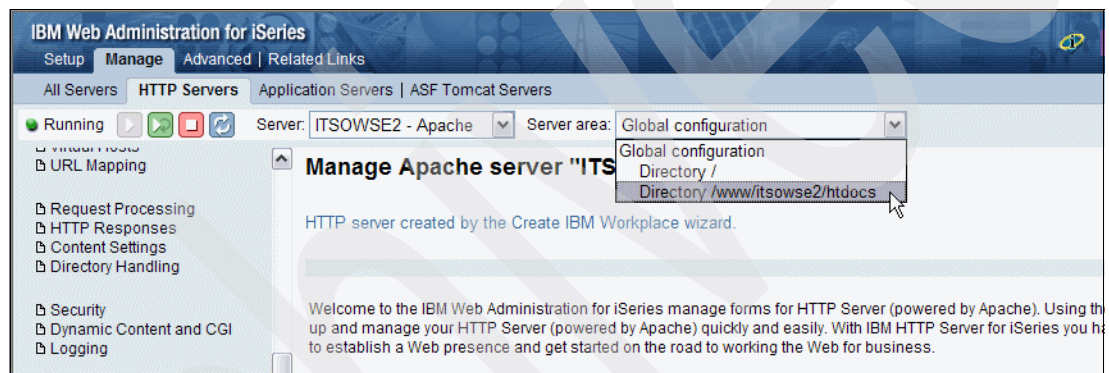 IBM Web Administration for iSeries
Setup Manage Advanced | Related Links
All Servers HTTP Servers Application Servers | ASF Tomcat Servers
Running Server: ITSOWSE2 - Apache Server area: Global configuration
Global configuration
Directory /
Directory /www/itsowse2/htdocs
Virtual Hosts
URL Mapping
Request Processing
HTTP Responses
Content Settings
Directory Handling
Security
Dynamic Content and CGI
Logging
Manage Apache server "ITS
HTTP server created by the Create IBM Workplace wizard.
Welcome to the IBM Web Administration for iSeries manage forms for HTTP Server (powered by Apache). Using th
up and manage your HTTP Server (powered by Apache) quickly and easily. With IBM HTTP Server for iSeries you ha
to establish a Web presence and get started on the road to working the Web for business.